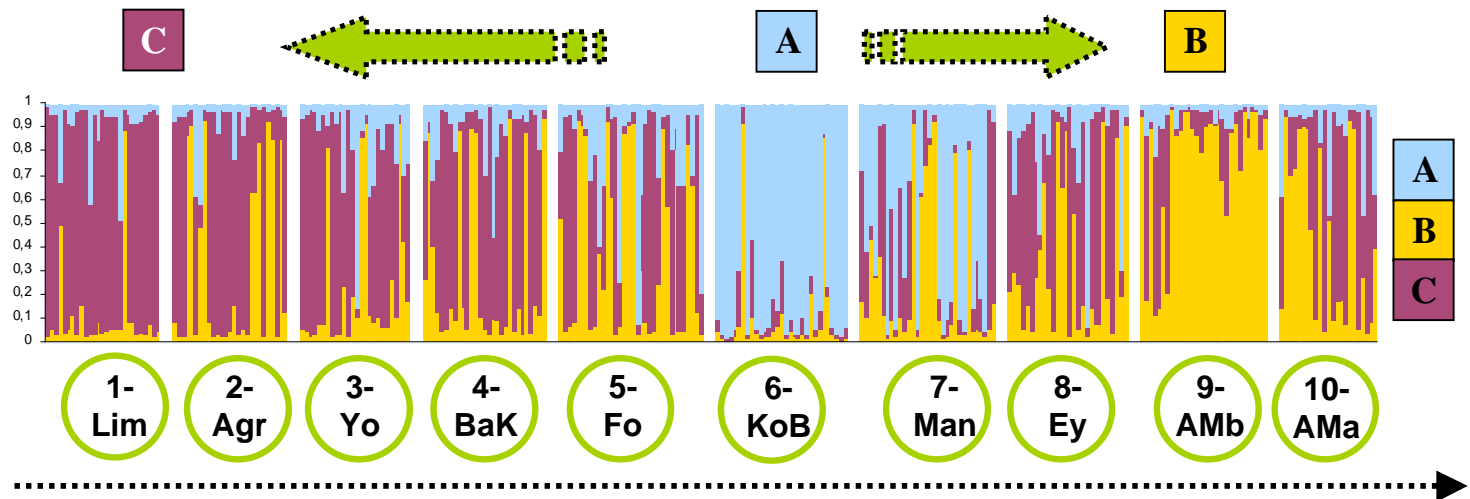 C
A
B
1
0,9
0,8
0,7
0,6
0,5
0,4
0,3
0,2
0,1
0
A
B
C
1-
Lim
2-
Agr
3-
Yo
4-
BaK
5-
Fo
6-
KoB
7-
Man
8-
Ey
9-
AMb
10-
AMa